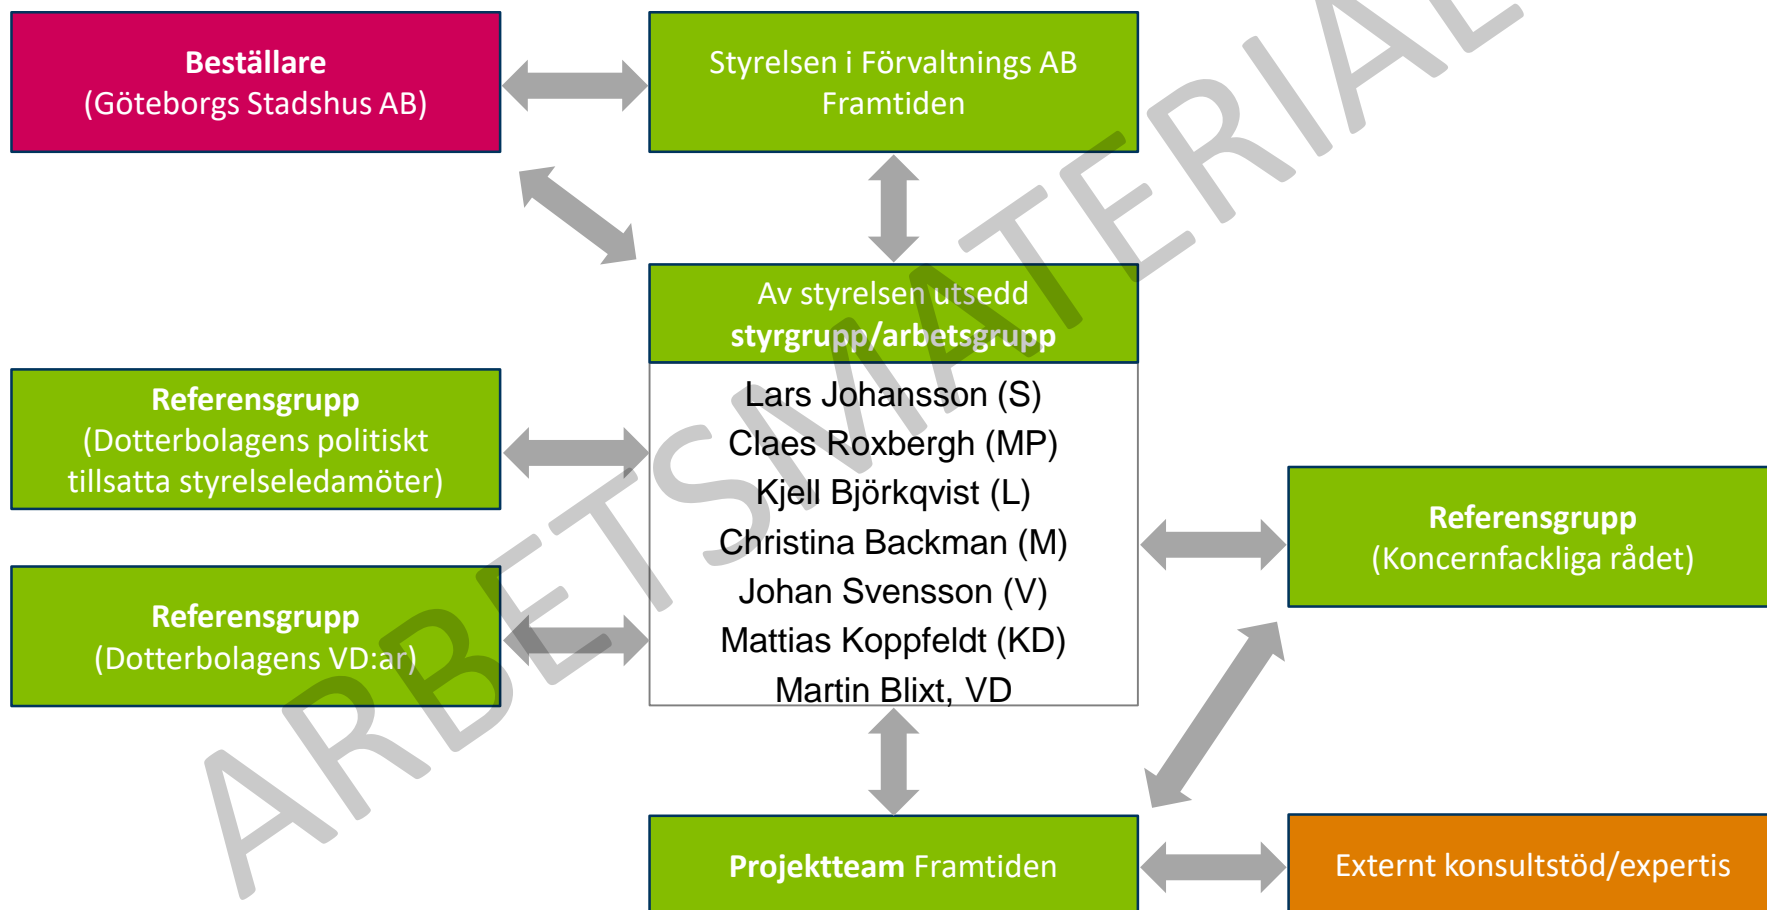 Beställare
(Göteborgs Stadshus AB)
Styrelsen i Förvaltnings AB
Framtiden
Av styrelsen utsedd
styrgrupp/arbetsgrupp
Lars Johansson (S)
Claes Roxbergh (MP)
Kjell Björkqvist (L)
Christina Backman (M)
Johan Svensson (V)
Mattias Koppfeldt (KD)
Martin Blixt, VD
Referensgrupp
(Dotterbolagens politiskt
tillsatta styrelseledamöter)
Referensgrupp
(Dotterbolagens VD:ar)
Referensgrupp
(Koncernfackliga rådet)
Projektteam Framtiden
Externt konsultstöd/expertis
ARBETSMATERIAL